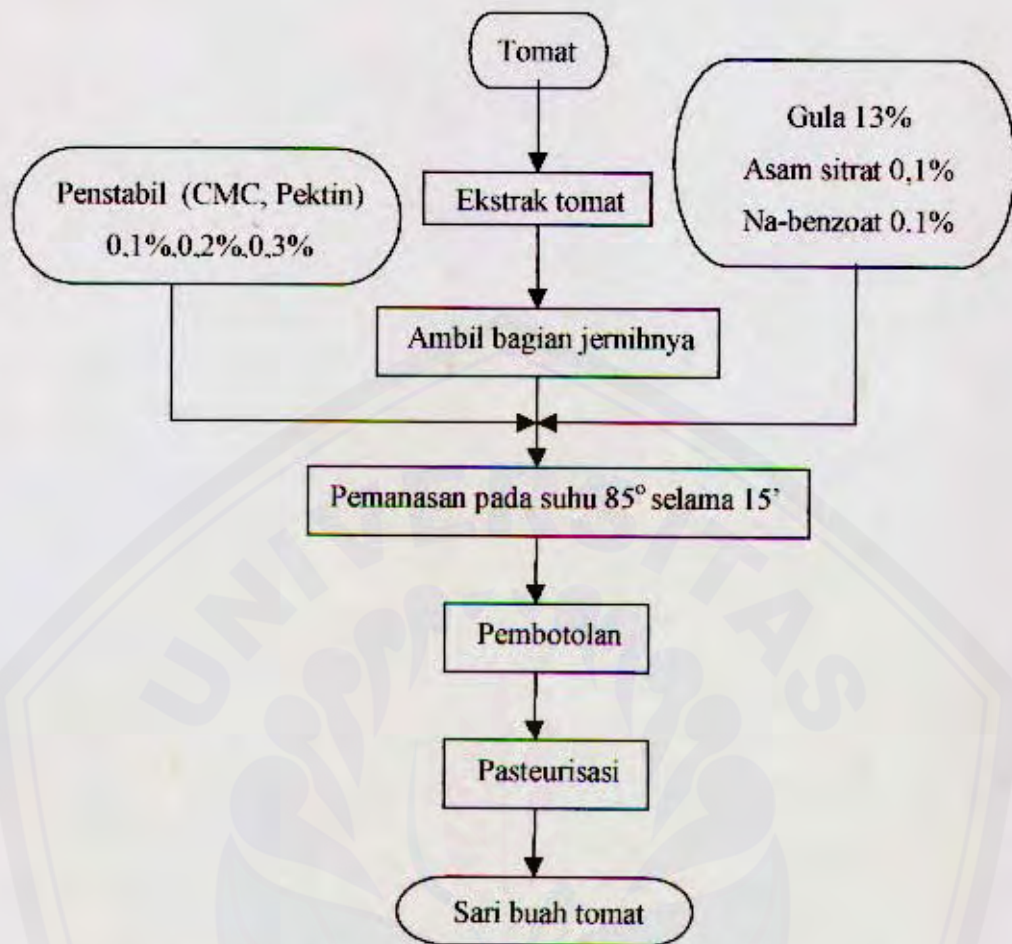 Tomat
Gula 13%
Asam sitrat 0,1%
Na-benzoat 0.1%
Penstabil (CMC, Pektin)
0,1%,0,2%,0,3%
Ekstrak tomat
Ambil bagian jernihnya
Pemanasan pada suhu 85° selama 15’
Pembotolan
Pasteurisasi
Sari buah tomat
UNIVERSITAS